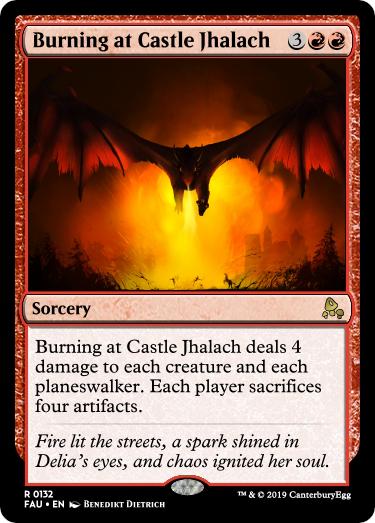 Burning at Castle Jhalach 3
Sorcery
Burning at Castle Jhalach deals 4
damage to each creature and each
planeswalker. Each player sacrifices
four artifacts.
Fire lit the streets, a spark shined in
Delia's eyes, and chaos ignited her soul.
R 0132
FAU • EN Benedikt Dietrich
™ & © 2019 CanterburyEgg